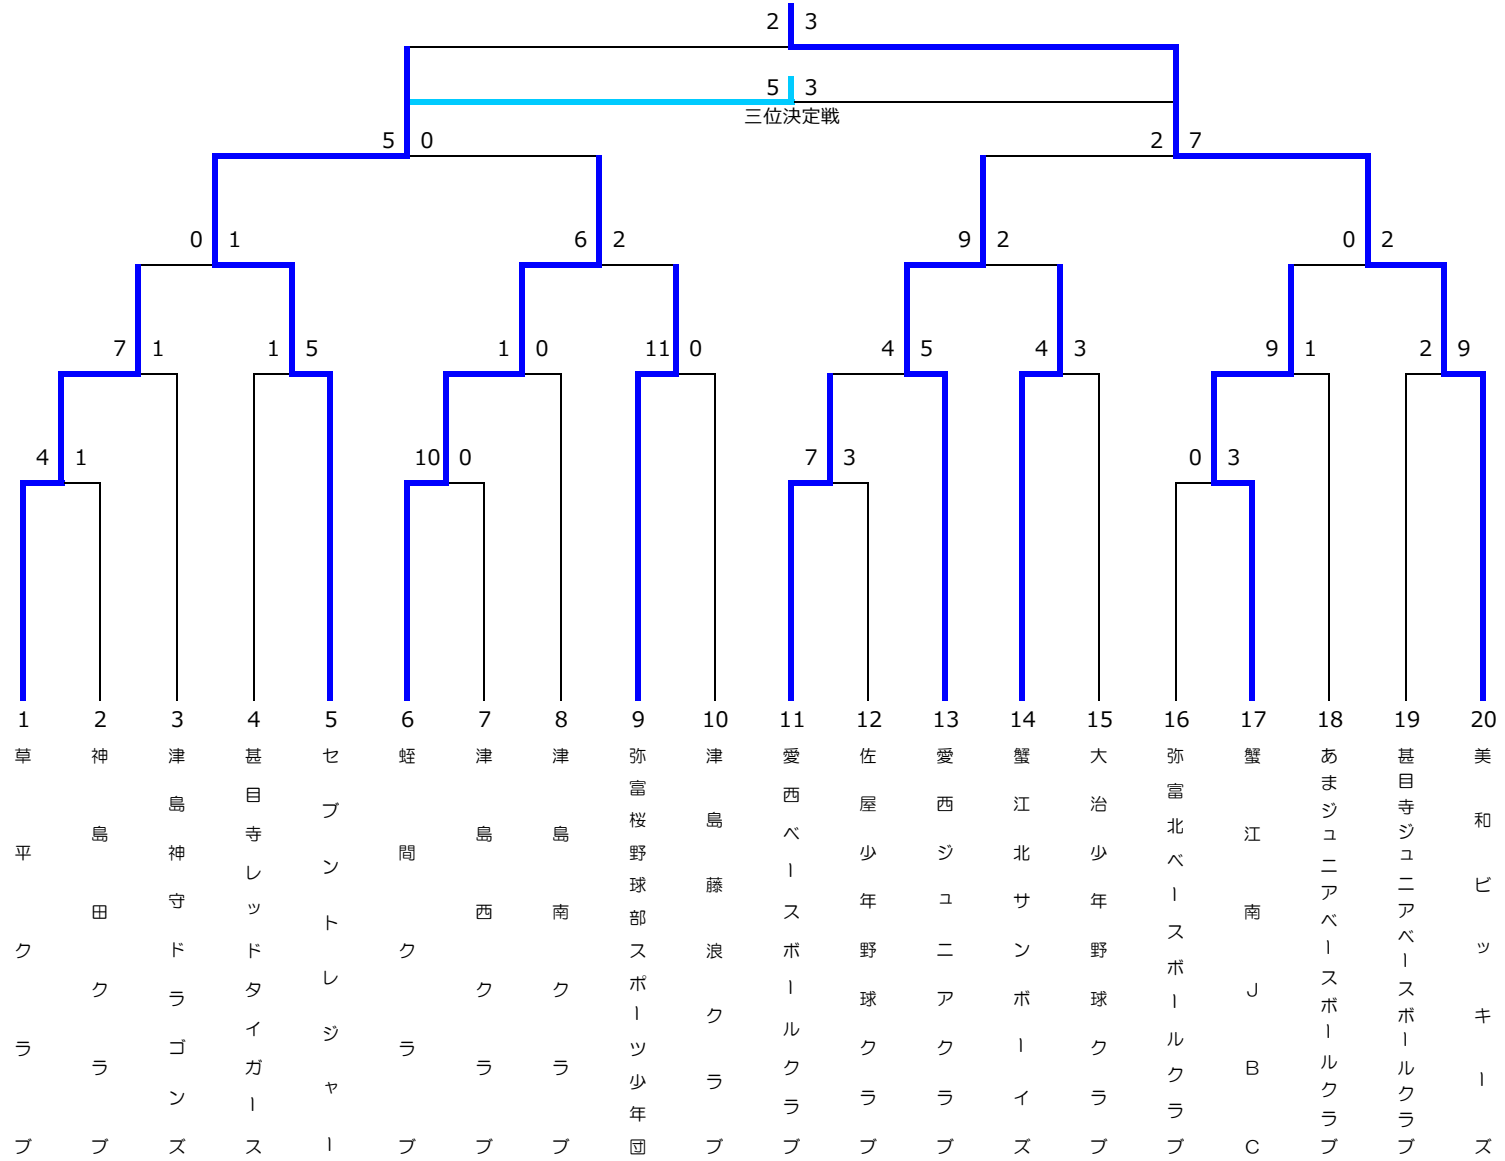 2 3
5 3
三位決定戦
5 0 2 7
0 1 6 2 9 2 0 2
7 1 1 5 1 0 11 0 4 5 4 3 9 1 2 9
4 1 10 0 7 3 0 3
1 2 3 4 5 6 7 8 9 10 11 12 13 14 15 16 17 18 19 20
草平クラブ
神島田クラブ
津島神守ドラゴンズ
甚目寺レッドタイガース
セブントレジャー
蛭間クラブ
津島西クラブ
津島南クラブ
弥富桜野球部スポーツ少年団
津島藤浪クラブ
愛西ベースボールクラブ
佐屋少年野球クラブ
愛西ジュニアクラブ
蟹江北サンボーイズ
大治少年野球クラブ
弥富北ベースボールクラブ
蟹江南JBC
あまジュニアベースボールクラブ
甚目寺ジュニアベースボールクラブ
美和ビッキーズ